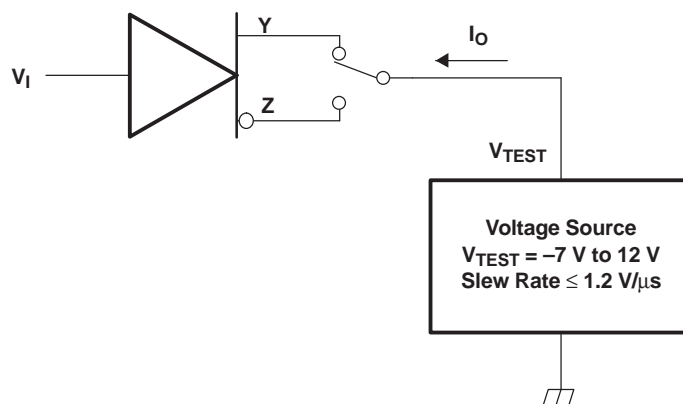 Y
I_O
V_I
Z
V_TEST
Voltage Source
V_TEST = –7 V to 12 V
Slew Rate ≤ 1.2 V/μs